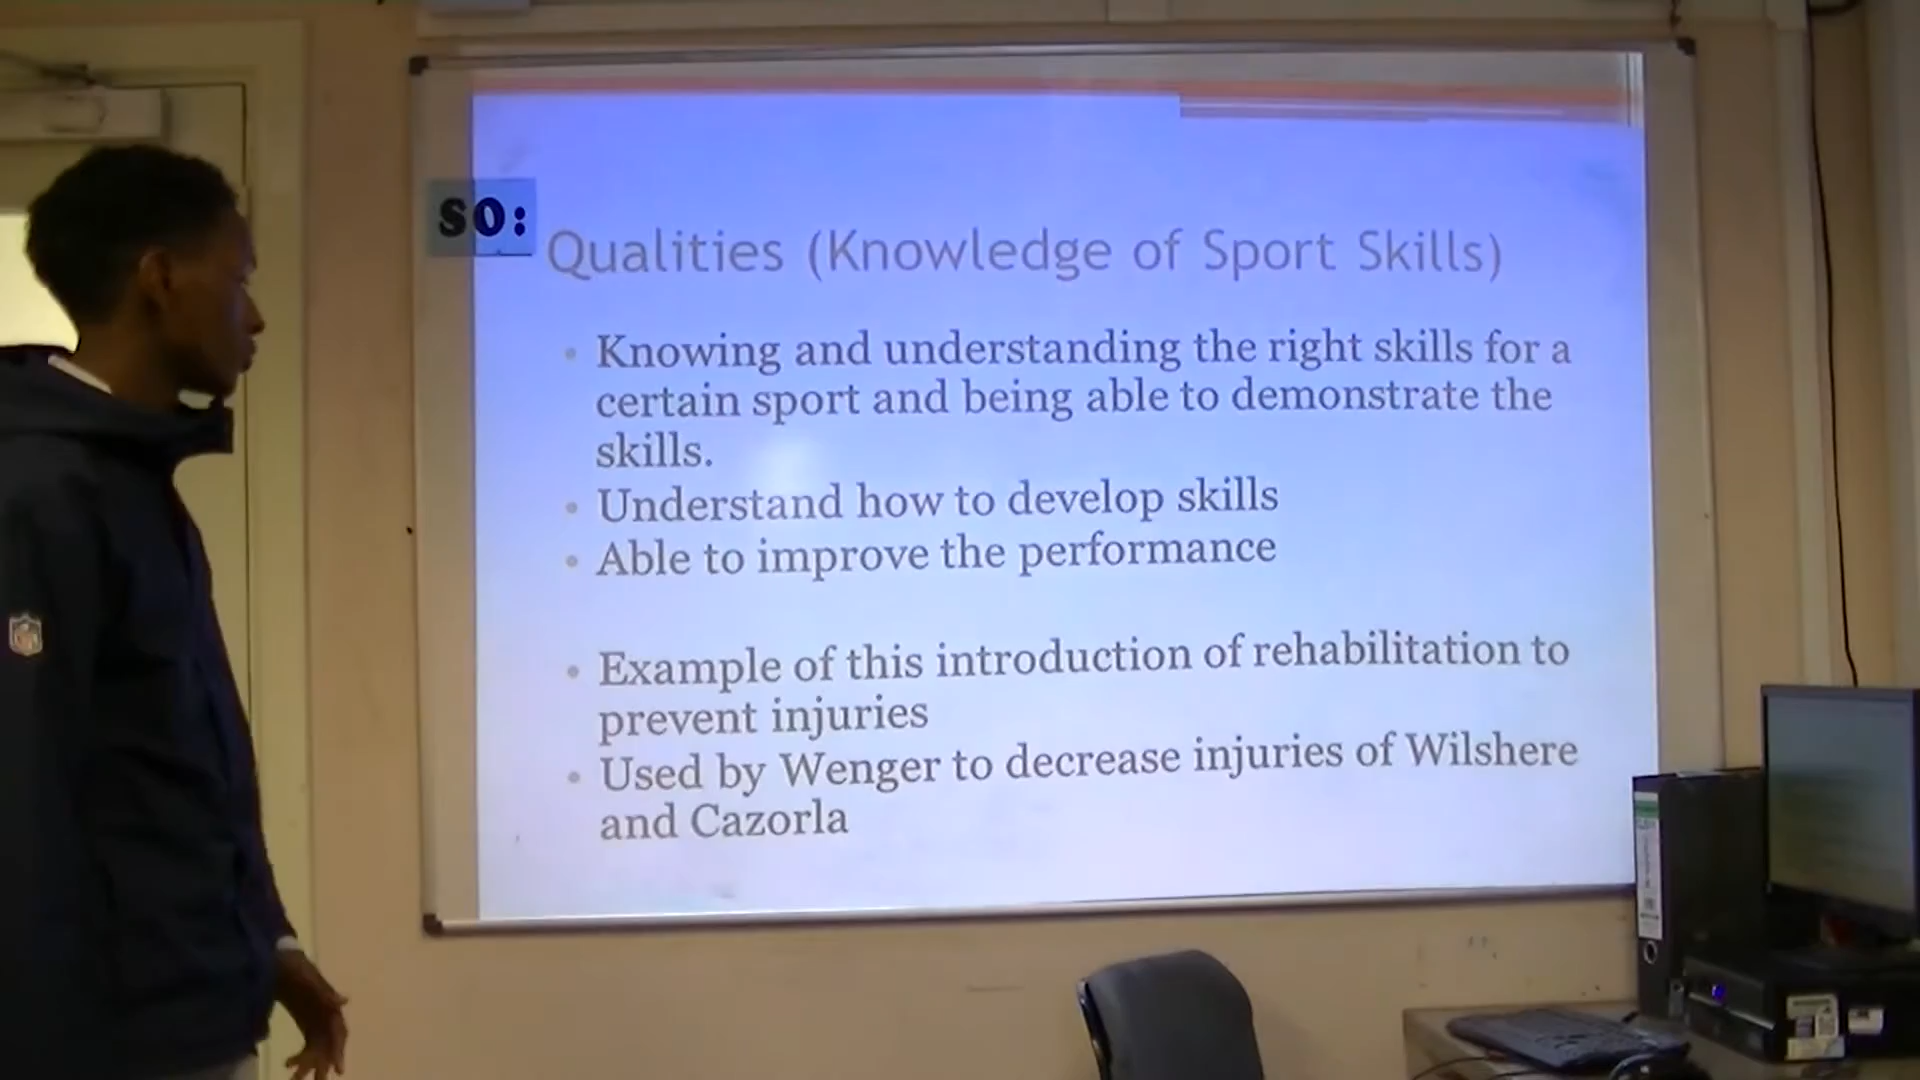 SO:
Qualities (Knowledge of Sport Skills)
Knowing and understanding the right skills for a
certain sport and being able to demonstrate the
skills.
Understand how to develop skills
Able to improve the performance
Example of this introduction of rehabilitation to
prevent injuries
Used by Wenger to decrease injuries of Wilshere
and Cazorla